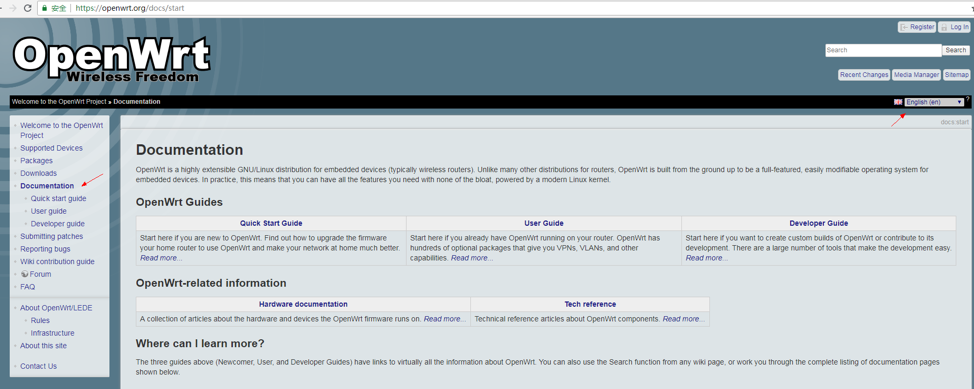 安全 https://openwrt.org/docs/start
OpenWrt
Wireless Freedom
Register Log In
Search Search
Recent Changes Media Manager Sitemap
Welcome to the OpenWrt Project » Documentation
English (en) ?
docs:start
Welcome to the OpenWrt
Project
Supported Devices
Packages
Downloads
Documentation
Quick start guide
User guide
Developer guide
Submitting patches
Reporting bugs
Wiki contribution guide
Forum
FAQ
About OpenWrt/LEDE
Rules
Infrastructure
About this site
Contact Us
Documentation
OpenWrt is a highly extensible GNU/Linux distribution for embedded devices (typically wireless routers). Unlike many other distributions for routers, OpenWrt is built from the ground up to be a full-featured, easily modifiable operating system for
embedded devices. In practice, this means that you can have all the features you need with none of the bloat, powered by a modern Linux kernel.
OpenWrt Guides
Quick Start Guide
Start here if you are new to OpenWrt. Find out how to upgrade the firmware
your home router to use OpenWrt and make your network at home much better.
Read more...
User Guide
Start here if you already have OpenWrt running on your router. OpenWrt has
hundreds of optional packages that give you VPNs, VLANs, and other
capabilities. Read more...
Developer Guide
Start here if you want to create custom builds of OpenWrt or contribute to its
development. There are a large number of tools that make the development easy.
Read more...
OpenWrt-related information
Hardware documentation
A collection of articles about the hardware and devices the OpenWrt firmware runs on. Read more...
Tech reference
Technical reference articles about OpenWrt components. Read more...
Where can I learn more?
The three guides above (Newcomer, User, and Developer Guides) have links to virtually all the information about OpenWrt. You can also use the Search function from any wiki page, or work you through the complete listing of documentation pages
shown below.